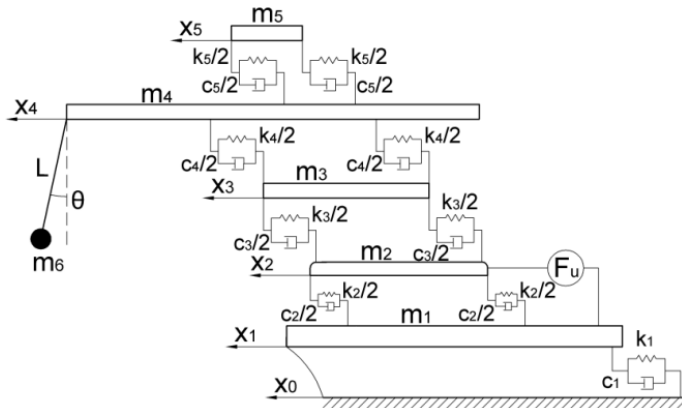 m5
x5
k5/2 k5/2
c5/2 c5/2
m4
x4
k4/2 k4/2
c4/2 c4/2
L
θ
m3
x3
k3/2 k3/2
c3/2 c3/2
m6
m2
x2
Fu
k2/2 k2/2
c2/2 c2/2
m1
x1
k1
c1
x0